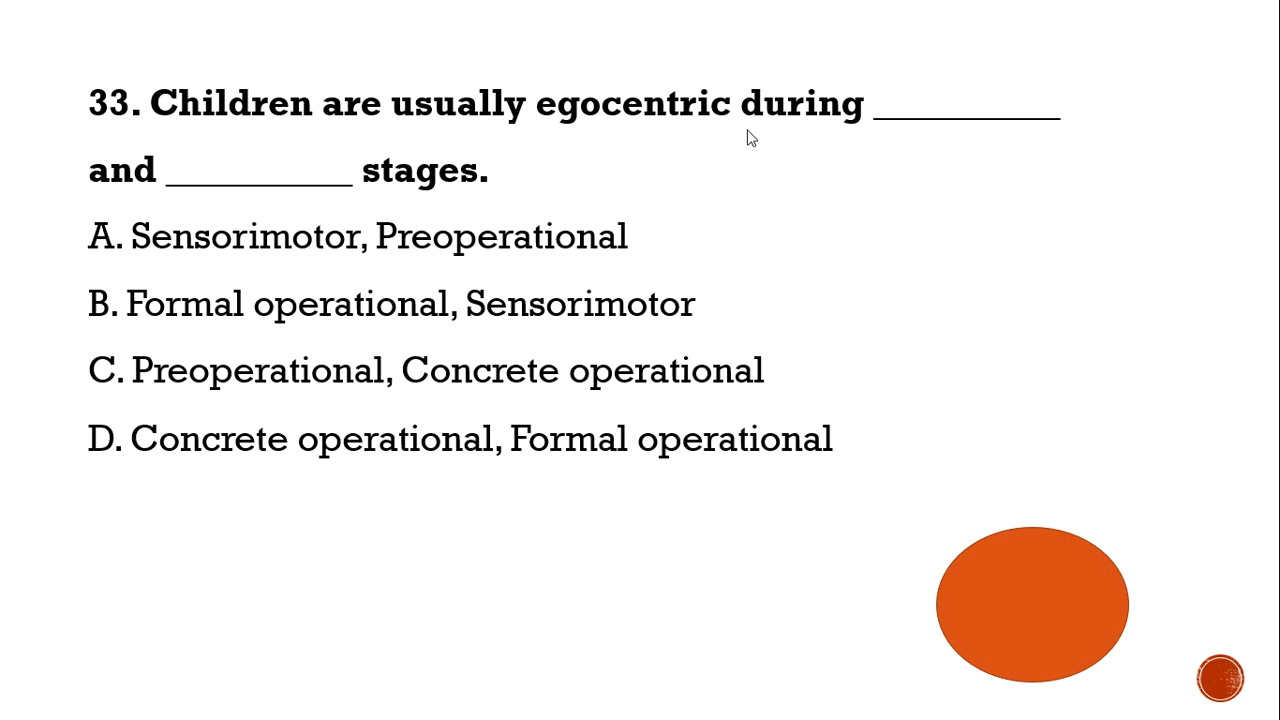 33. Children are usually egocentric during __________
and __________ stages.
A. Sensorimotor, Preoperational
B. Formal operational, Sensorimotor
C. Preoperational, Concrete operational
D. Concrete operational, Formal operational